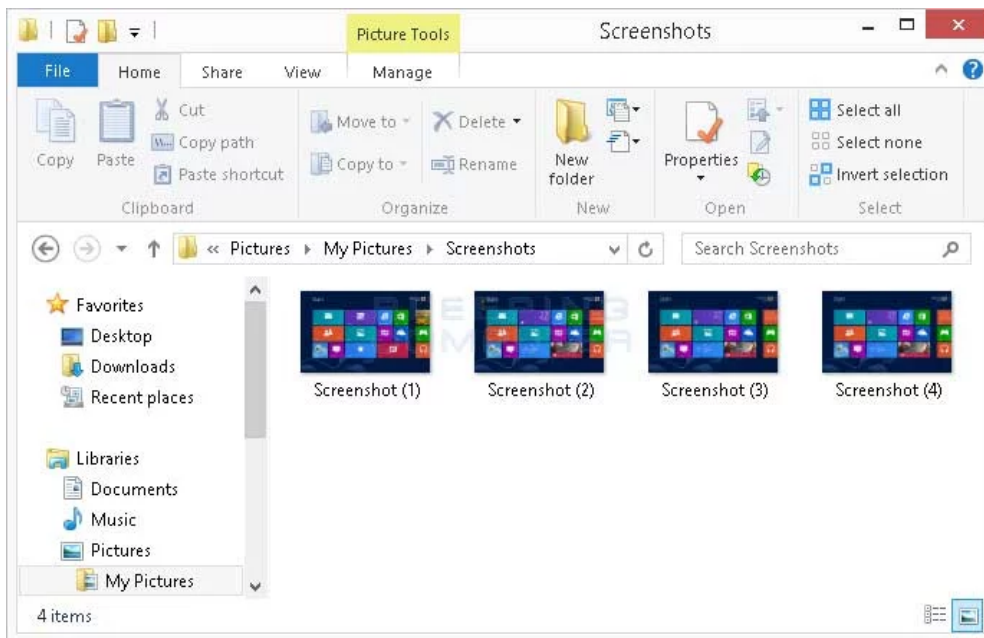 Picture Tools
Screenshots
File Home Share View Manage
Cut
Copy path
Paste shortcut
Copy Paste
Clipboard
Move to
Copy to
Delete
Rename
Organize
New folder
New
Properties
Open
Select all
Select none
Invert selection
Select
« Pictures My Pictures Screenshots
Search Screenshots
Favorites
Desktop
Downloads
Recent places
Libraries
Documents
Music
Pictures
My Pictures
Screenshot (1) Screenshot (2) Screenshot (3) Screenshot (4)
BLEEPING
COMPUTER
4 items